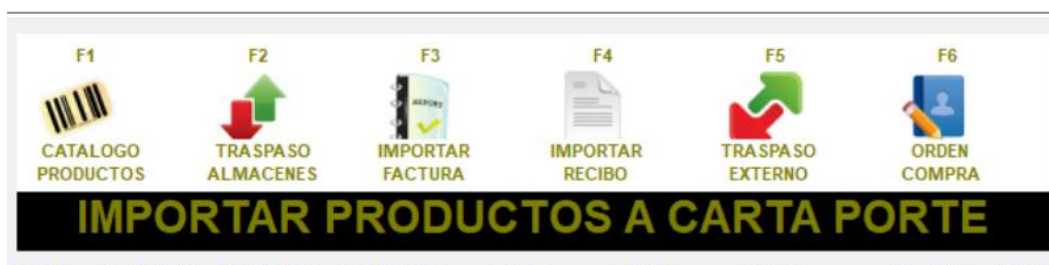 F1 F2 F3 F4 F5 F6
REPORT
CATALOGO TRASPASO IMPORTAR IMPORTAR TRASPASO ORDEN
PRODUCTOS ALMACENES FACTURA RECIBO EXTERNO COMPRA
IMPORTAR PRODUCTOS A CARTA PORTE